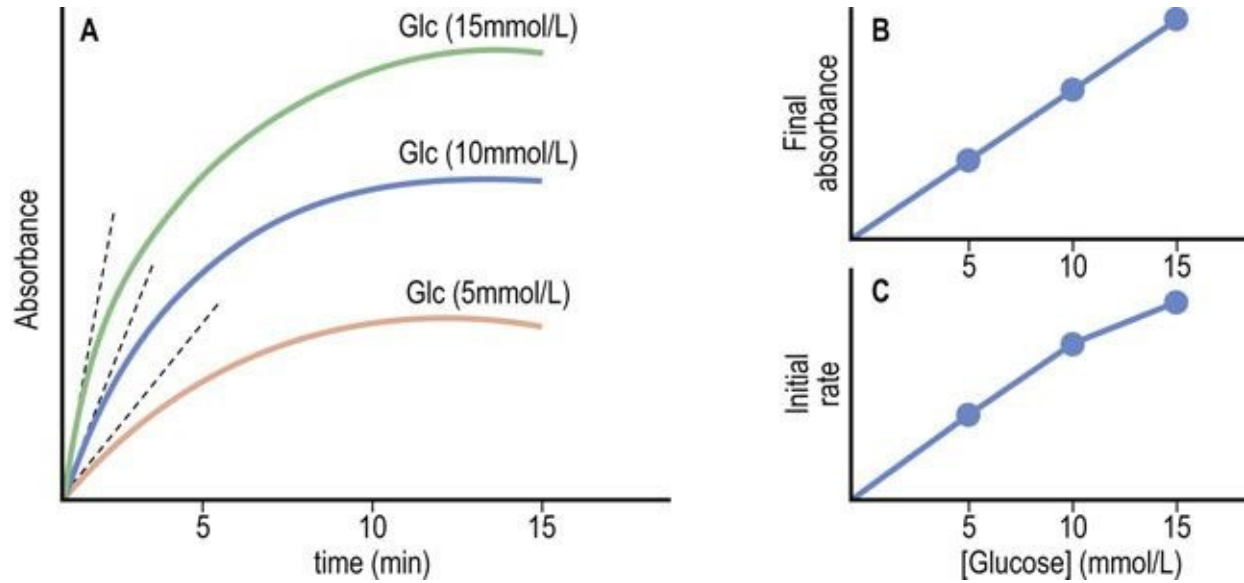 A
Glc (15mmol/L)
Glc (10mmol/L)
Glc (5mmol/L)
Absorbance
5
10
15
time (min)
B
Final
absorbance
5
10
15
C
Initial
rate
5
10
15
[Glucose] (mmol/L)